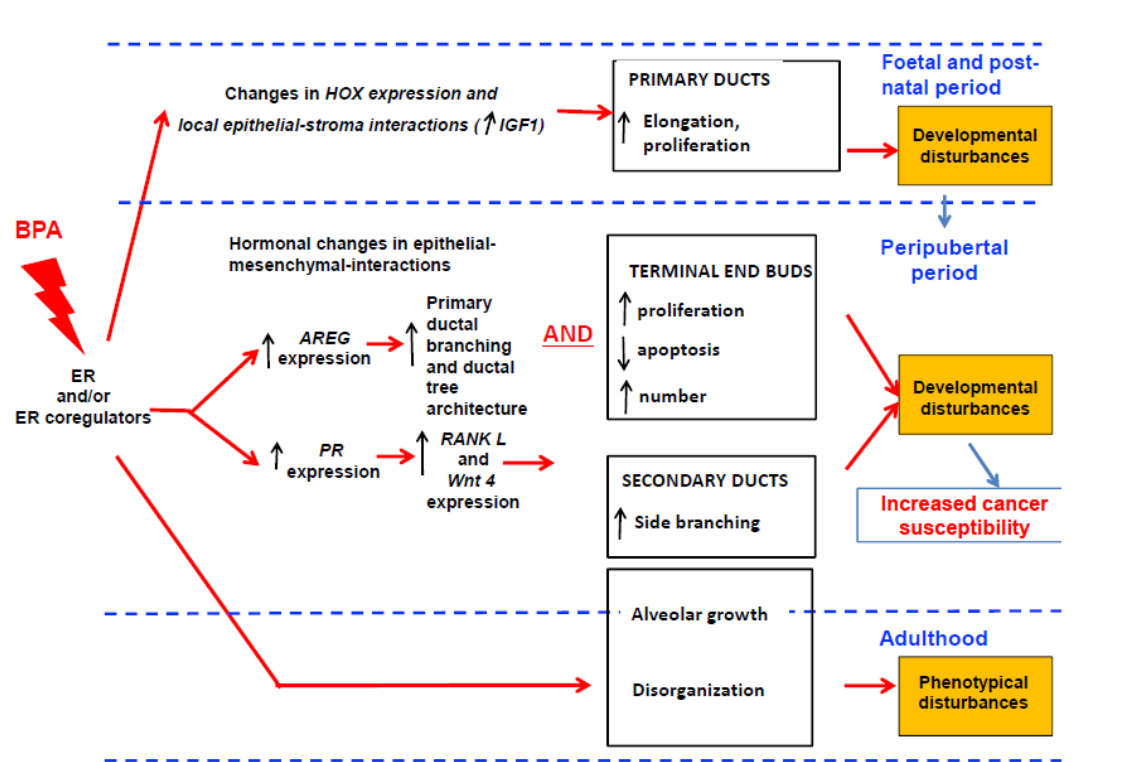 Foetal and post-
natal period
Changes in HOX expression and
local epithelial-stroma interactions (↑ IGF1)
PRIMARY DUCTS
↑ Elongation,
proliferation
Developmental
disturbances
BPA
Hormonal changes in epithelial-
mesenchymal-interactions
Peripubertal
period
ER
and/or
ER coregulators
↑ AREG
expression
↑ Primary
ductal
branching
and ductal
tree
architecture
AND
TERMINAL END BUDS
↑ proliferation
↓ apoptosis
↑ number
Developmental
disturbances
↑ PR
expression
↑ RANK L
and
Wnt 4
expression
SECONDARY DUCTS
↑ Side branching
Increased cancer
susceptibility
Alveolar growth
Disorganization
Adulthood
Phenotypical
disturbances